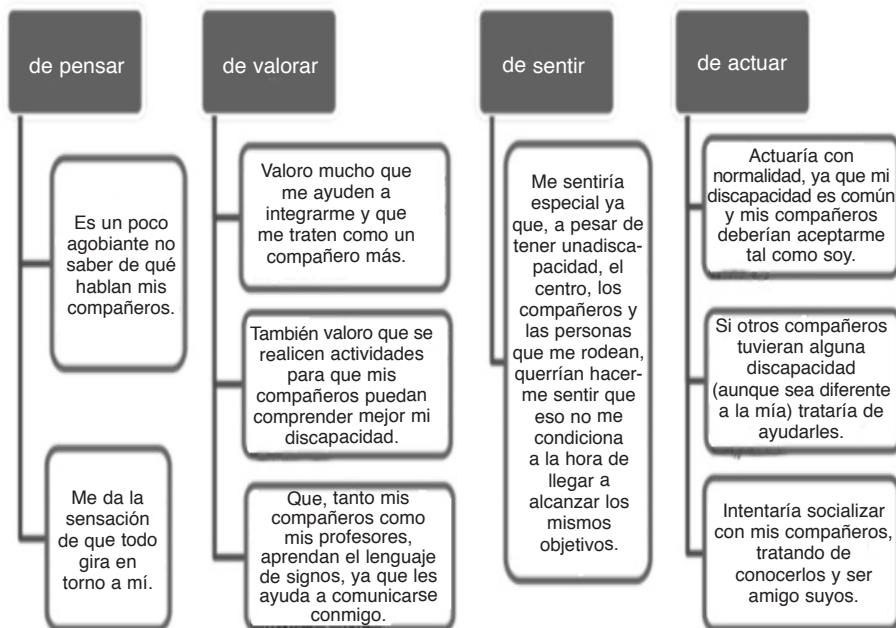 de pensar
Es un poco
agobiante no
saber de qué
hablan mis
compañeros.
Me da la
sensación
de que todo
gira en
torno a mí.
de valorar
Valoro mucho que
me ayuden a
integrarme y que
me traten como un
compañero más.
También valoro que se
realicen actividades
para que mis
compañeros puedan
comprender mejor mi
discapacidad.
Que, tanto mis
compañeros como
mis profesores,
aprendan el lenguaje
de signos, ya que les
ayuda a comunicarse
conmigo.
de sentir
Me sentiría
especial ya
que, a pesar de
tener unadisca-
pacidad, el
centro, los
compañeros y
las personas
que me rodean,
querrían hacer-
me sentir que
eso no me
condiciona
a la hora de
llegar a
alcanzar los
mismos
objetivos.
de actuar
Actuaría con
normalidad, ya que mi
discapacidad es común
y mis compañeros
deberían aceptarme
tal como soy.
Si otros compañeros
tuvieran alguna
discapacidad
(aunque sea diferente
a la mía) trataría de
ayudarles.
Intentaría socializar
con mis compañeros,
tratando de
conocerlos y ser
amigo suyos.